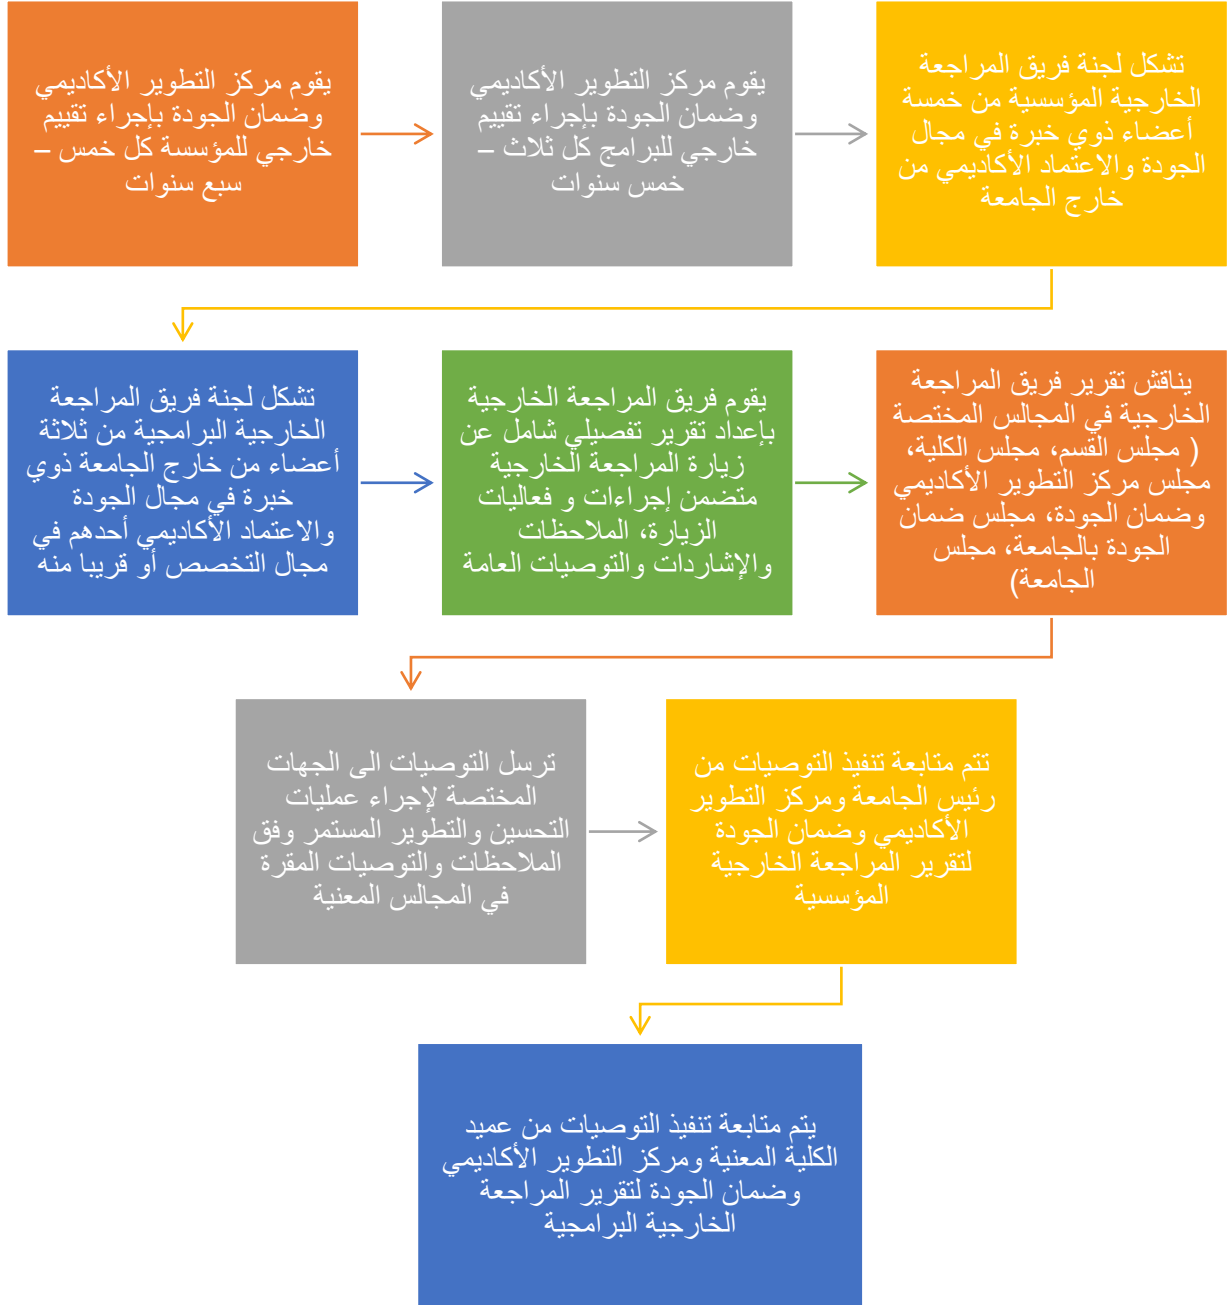 يقوم مركز التطوير الأكاديمي
وضمان الجودة بإجراء تقييم
خارجي للمؤسسة كل خمس –
سبع سنوات
يقوم مركز التطوير الأكاديمي
وضمان الجودة بإجراء تقييم
خارجي للبرامج كل ثلاث –
خمس سنوات
تشكل لجنة فريق المراجعة
الخارجية المؤسسية من خمسة
أعضاء ذوي خبرة في مجال
الجودة والاعتماد الأكاديمي من
خارج الجامعة
تشكل لجنة فريق المراجعة
الخارجية البرامجية من ثلاثة
أعضاء من خارج الجامعة ذوي
خبرة في مجال الجودة
والاعتماد الأكاديمي أحدهم في
مجال التخصص أو قريبا منه
يقوم فريق المراجعة الخارجية
بإعداد تقرير تفصيلي شامل عن
زيارة المراجعة الخارجية
متضمن إجراءات و فعاليات
الزيارة، الملاحظات
والإشاردات والتوصيات العامة
يناقش تقرير فريق المراجعة
الخارجية في المجالس المختصة
( مجلس القسم، مجلس الكلية،
مجلس مركز التطوير الأكاديمي
وضمان الجودة، مجلس ضمان
الجودة بالجامعة، مجلس
الجامعة)
ترسل التوصيات الى الجهات
المختصة لإجراء عمليات
التحسين والتطوير المستمر وفق
الملاحظات والتوصيات المقرة
في المجالس المعنية
تتم متابعة تنفيذ التوصيات من
رئيس الجامعة ومركز التطوير
الأكاديمي وضمان الجودة
لتقرير المراجعة الخارجية
المؤسسية
يتم متابعة تنفيذ التوصيات من عميد
الكلية المعنية ومركز التطوير الأكاديمي
وضمان الجودة لتقرير المراجعة
الخارجية البرامجية